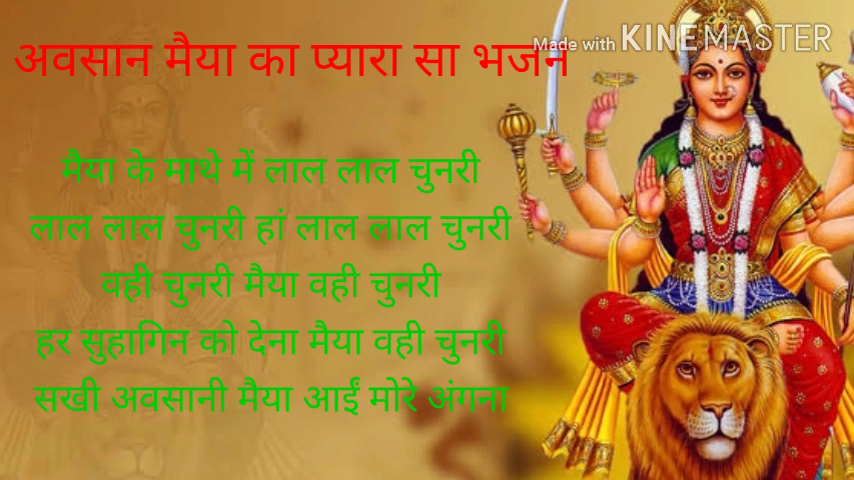 अवसान मैया का प्यारा सा भजन
Made with KINEMASTER
मैया के माथे में लाल लाल चुनरी
लाल लाल चुनरी हां लाल लाल चुनरी
वही चुनरी मैया वही चुनरी
हर सुहागिन को देना मैया वही चुनरी
सखी अवसानी मैया आईं मोरे अंगना